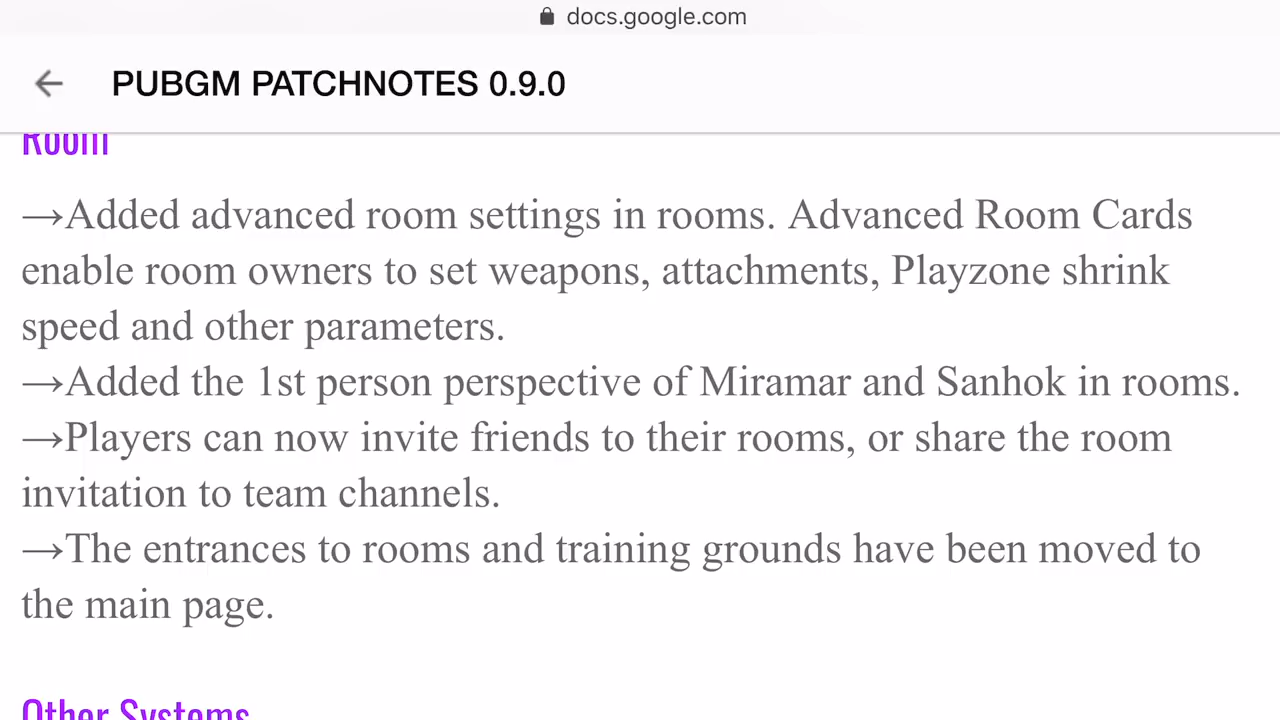 docs.google.com
PUBGM PATCHNOTES 0.9.0
Room
→Added advanced room settings in rooms. Advanced Room Cards
enable room owners to set weapons, attachments, Playzone shrink
speed and other parameters.
→Added the 1st person perspective of Miramar and Sanhok in rooms.
→Players can now invite friends to their rooms, or share the room
invitation to team channels.
→The entrances to rooms and training grounds have been moved to
the main page.
Other Systems